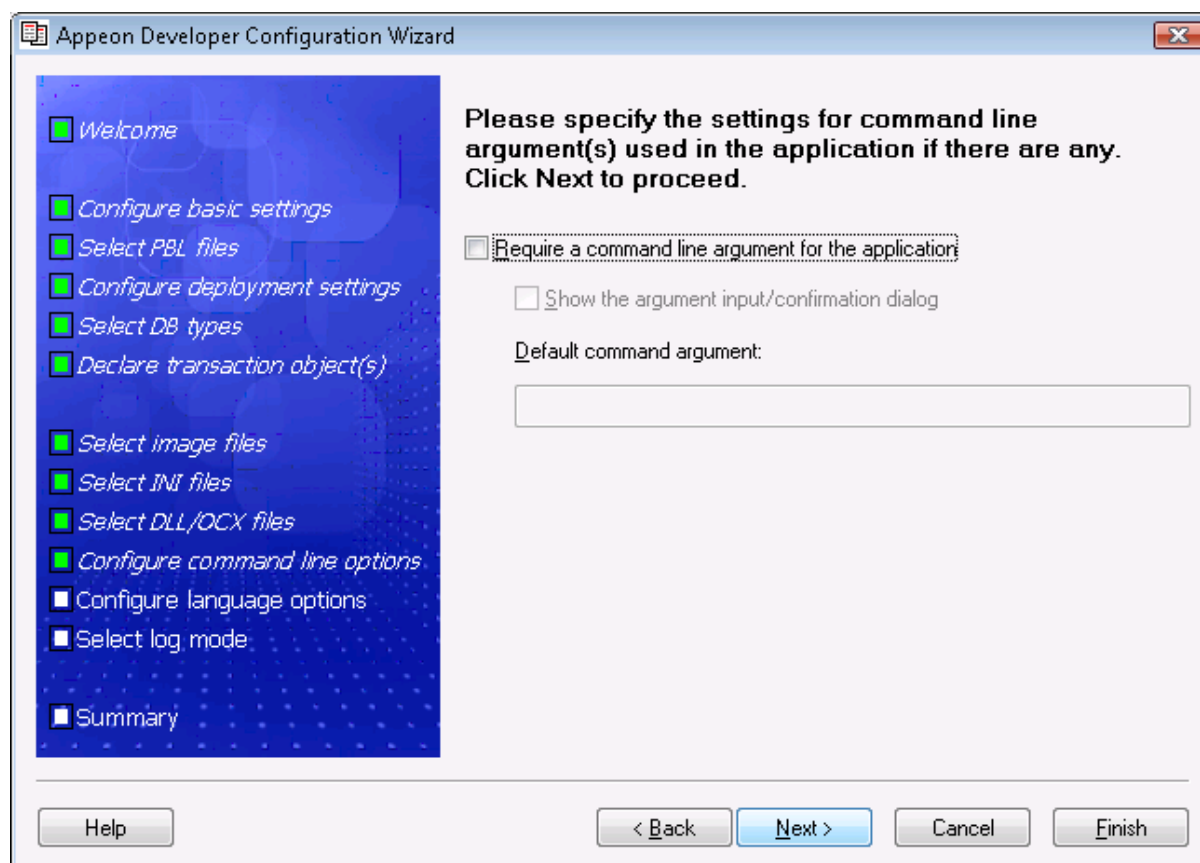 Appeon Developer Configuration Wizard
Welcome
Configure basic settings
Select PBL files
Configure deployment settings
Select DB types
Declare transaction object(s)
Select image files
Select INI files
Select DLL/OCX files
Configure command line options
Configure language options
Select log mode
Summary
Please specify the settings for command line
argument(s) used in the application if there are any.
Click Next to proceed.
Require a command line argument for the application
Show the argument input/confirmation dialog
Default command argument:
Help
< Back
Next >
Cancel
Finish